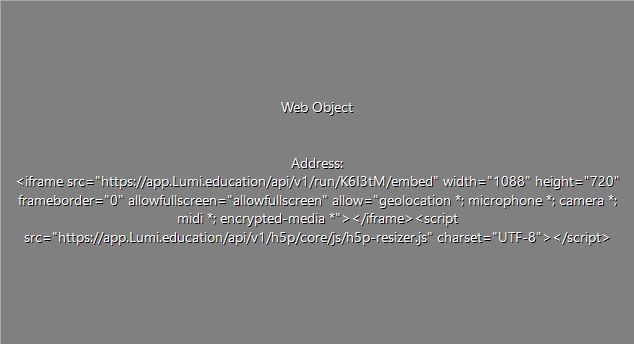 Web Object
Address:
<iframe src="https://app.Lumi.education/api/v1/run/K6I3tM/embed" width="1088" height="720"
frameborder="0" allowfullscreen="allowfullscreen" allow="geolocation *; microphone *; camera *;
midi *; encrypted-media *"></iframe><script
src="https://app.Lumi.education/api/v1/h5p/core/js/h5p-resizer.js" charset="UTF-8"></script>